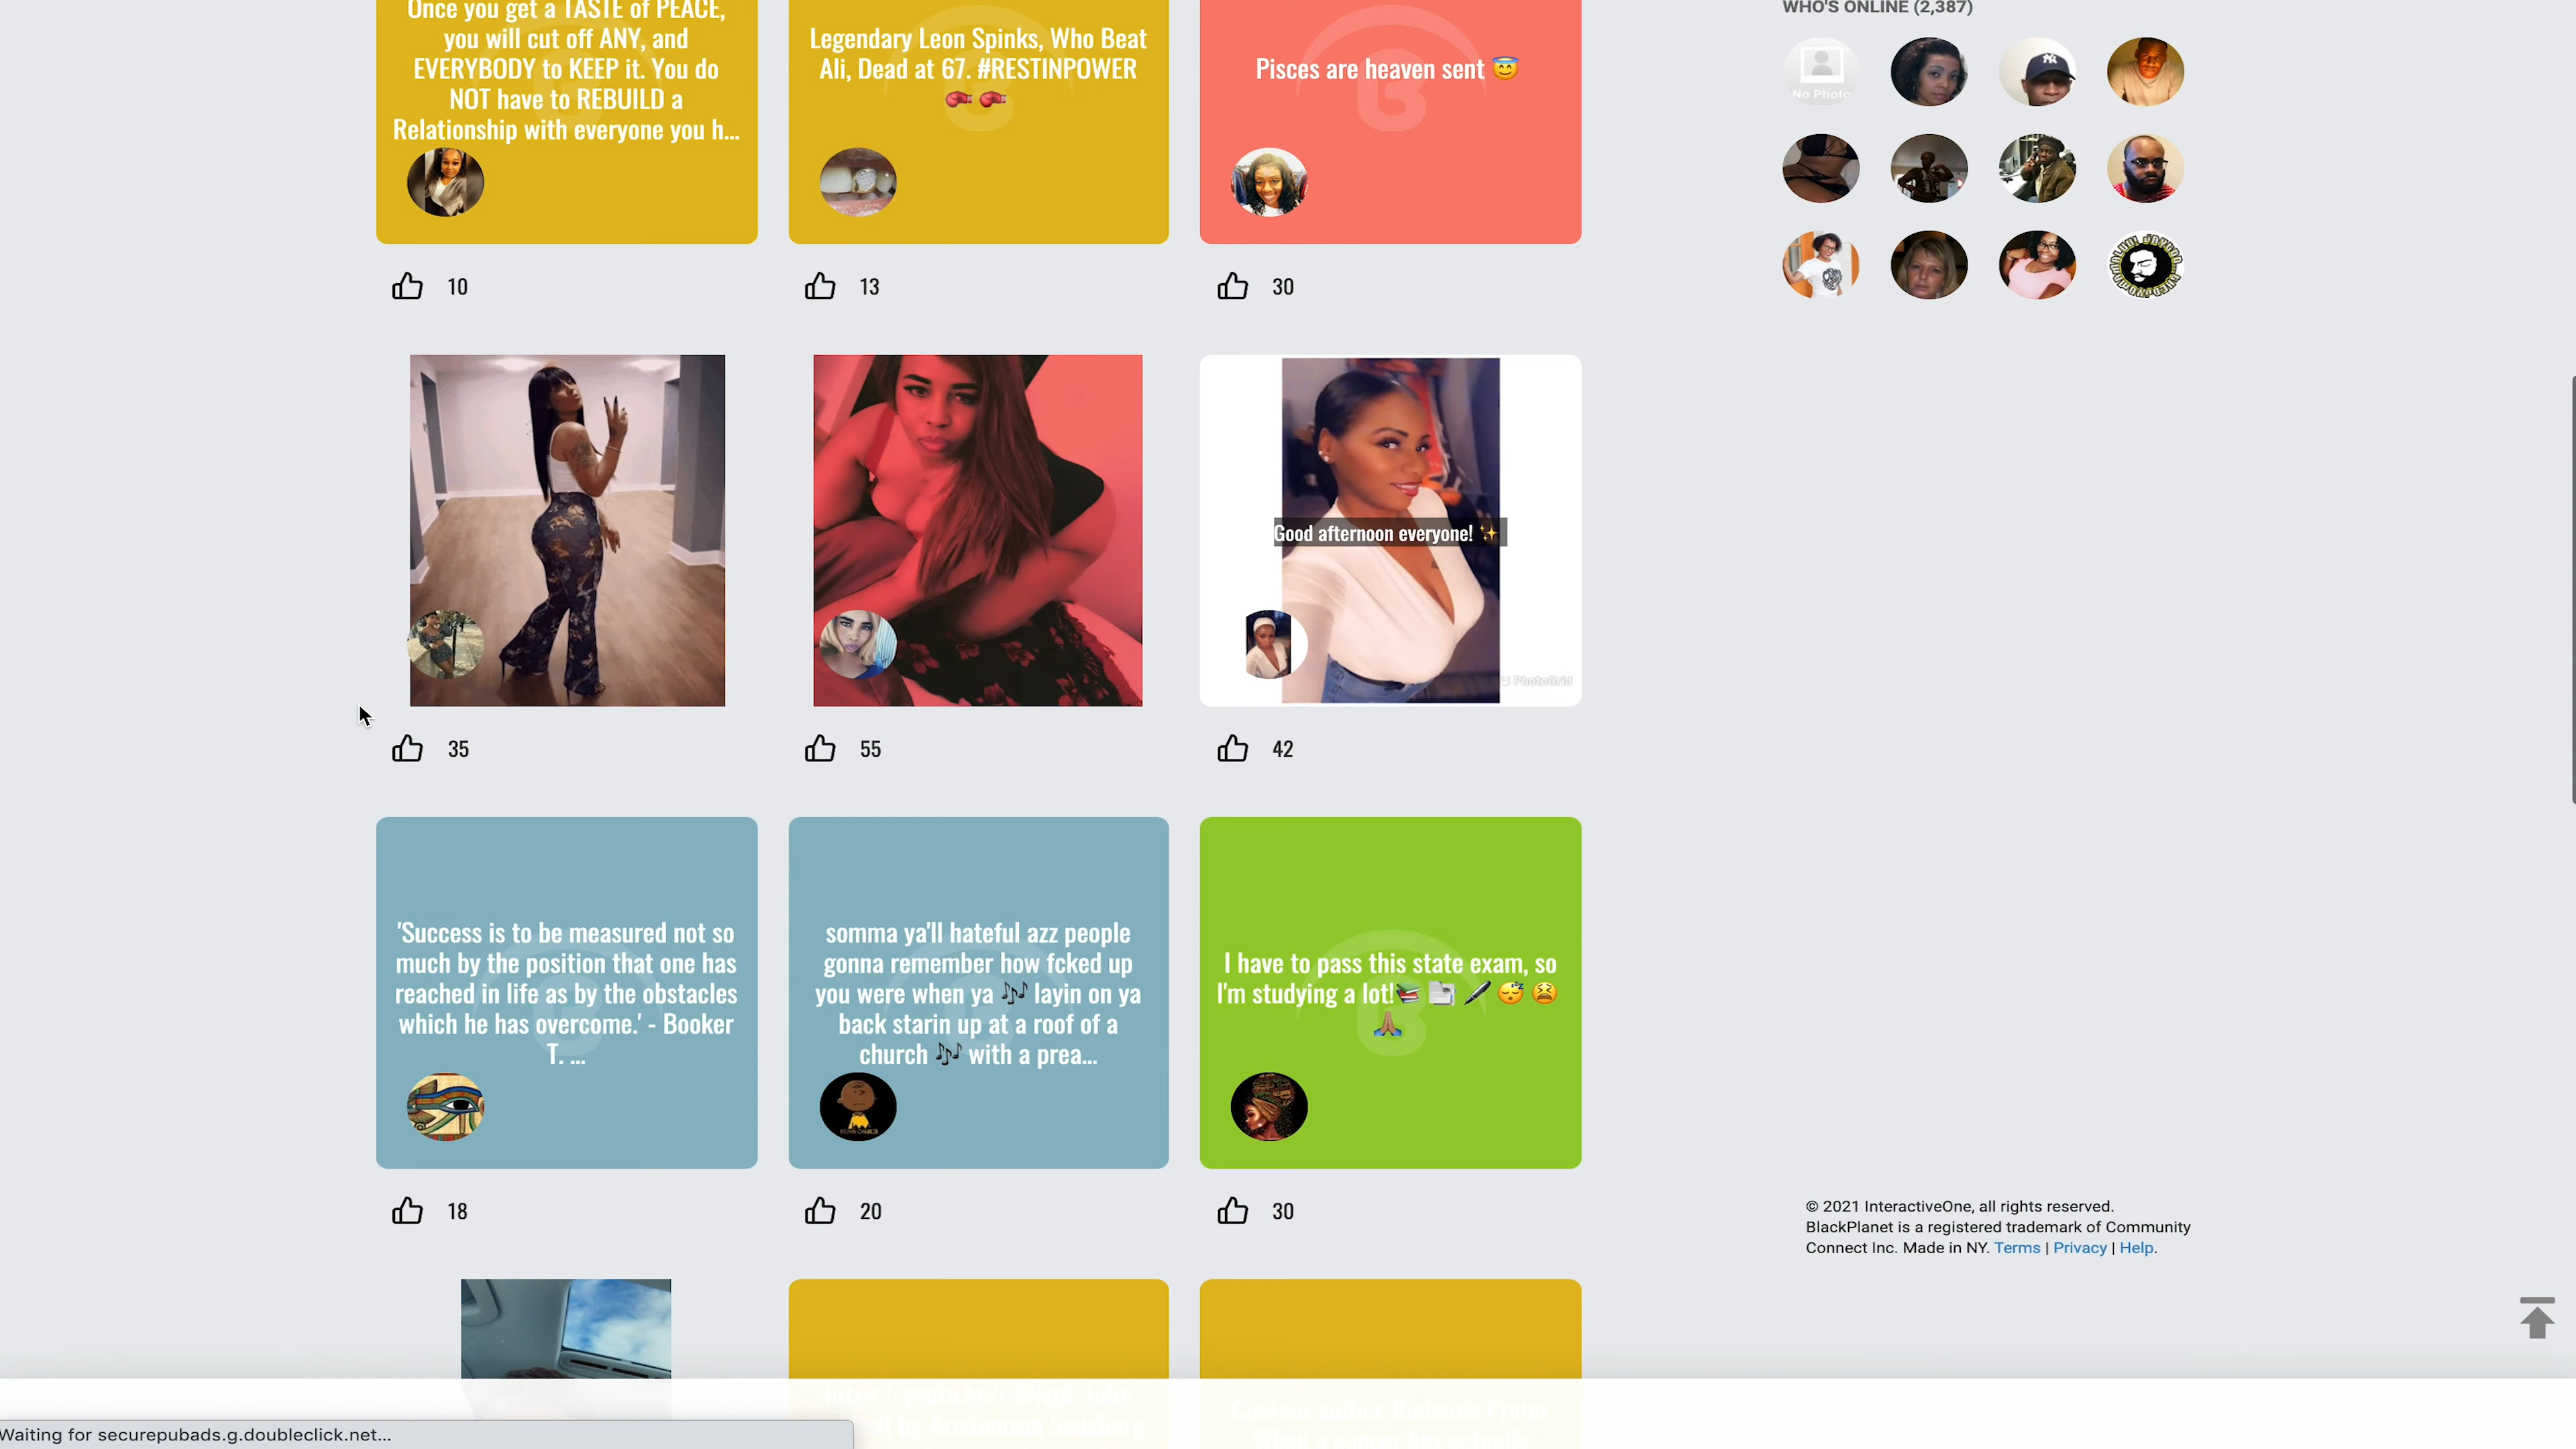 WHO'S ONLINE (2,387)
Once you get a TASTE of PEACE,
you will cut off ANY, and
EVERYBODY to KEEP it. You do
NOT have to REBUILD a
Relationship with everyone you h...
Legendary Leon Spinks, Who Beat
Ali, Dead at 67. #RESTINPOWER
🥊 🥊
Pisces are heaven sent 😇
No Photo
10
13
30
Good afternoon everyone! ✨
PhotoGrid
35
55
42
'Success is to be measured not so
much by the position that one has
reached in life as by the obstacles
which he has overcome.' - Booker
T. ...
somma ya'll hateful azz people
gonna remember how fcked up
you were when ya 🎶 layin on ya
back starin up at a roof of a
church 🎶 with a prea...
I have to pass this state exam, so
I'm studying a lot!📚 🗂 🖊 😴 😫
🙏🏽
18
20
30
© 2021 InteractiveOne, all rights reserved.
BlackPlanet is a registered trademark of Community
Connect Inc. Made in NY. Terms | Privacy | Help.
Waiting for securepubads.g.doubleclick.net...